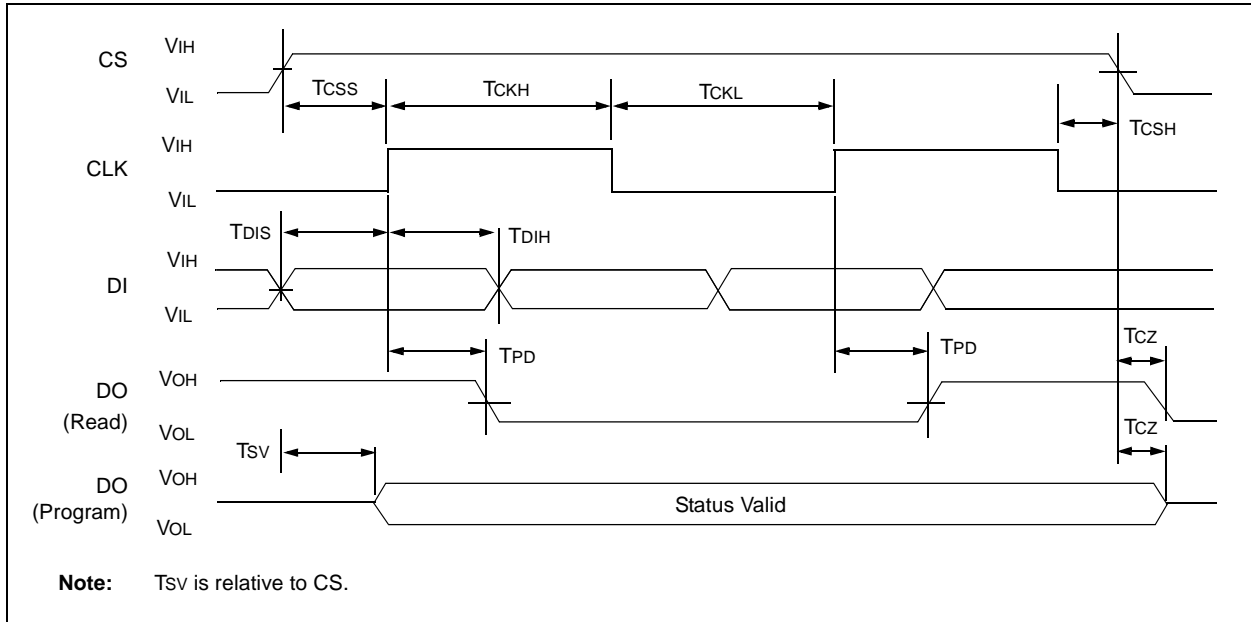 CS
VIH
VIL
TCSS
TCKH
TCKL
TCSH
CLK
VIH
VIL
TDIS
TDIH
DI
VIH
VIL
TPD
TPD
TCZ
DO
(Read)
VOH
VOL
TCZ
TSV
DO
(Program)
VOH
VOL
Status Valid
Note: TSV is relative to CS.